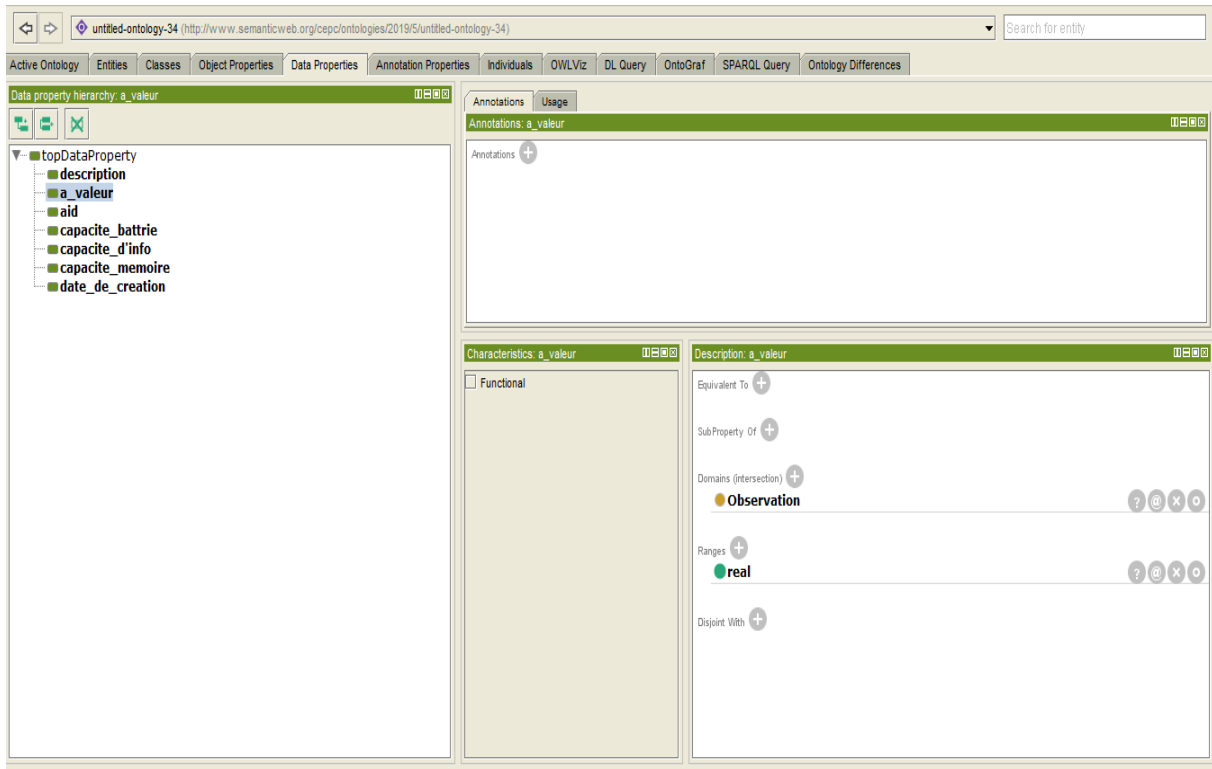 untitled-ontology-34 (http://www.semanticweb.org/cepc/ontologies/2019/5/untitled-ontology-34)
Search for entity
Active Ontology Entities Classes Object Properties Data Properties Annotation Properties Individuals OWLViz DL Query OntoGraf SPARQL Query Ontology Differences
Data property hierarchy: a_valeur
topDataProperty
description
a_valeur
aid
capacite_battrie
capacite_d'info
capacite_memoire
date_de_creation
Annotations Usage
Annotations: a_valeur
Annotations
Characteristics: a_valeur
Functional
Description: a_valeur
Equivalent To
SubProperty Of
Domains (intersection)
Observation
Ranges
real
Disjoint With